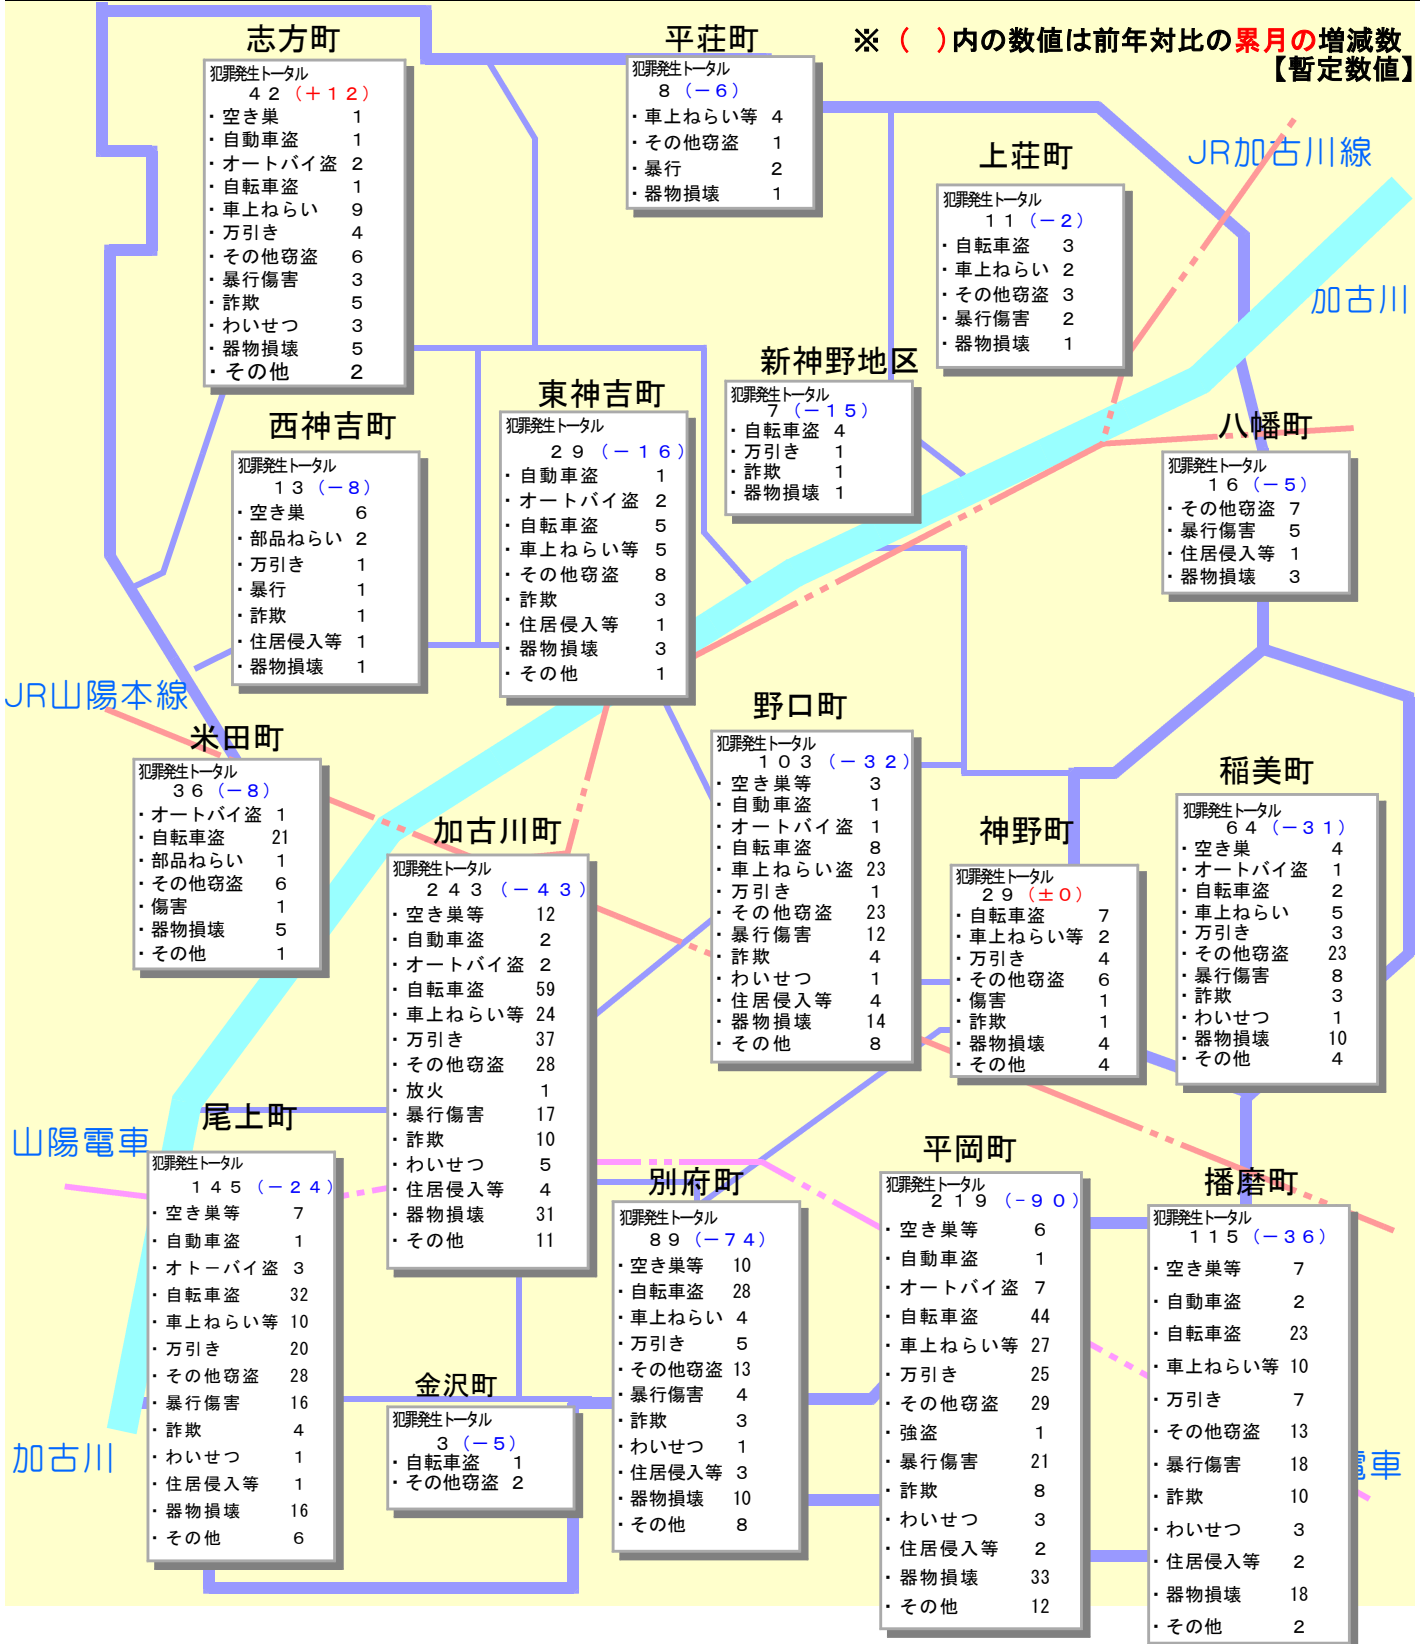 ※（　）内の数値は前年対比の累月の増減数
【暫定数値】
志方町
犯罪発生トータル
４２（＋１２）
・空き巣 1
・自動車盗 1
・オートバイ盗 2
・自転車盗 1
・車上ねらい 9
・万引き 4
・その他窃盗 6
・暴行傷害 3
・詐欺 5
・わいせつ 3
・器物損壊 5
・その他 2
平荘町
犯罪発生トータル
８（－６）
・車上ねらい等 4
・その他窃盗 1
・暴行 2
・器物損壊 1
上荘町
犯罪発生トータル
１１（－２）
・自転車盗 3
・車上ねらい 2
・その他窃盗 3
・暴行傷害 2
・器物損壊 1
JR加古川線
加古川
新神野地区
犯罪発生トータル
７（－１５）
・自転車盗 4
・万引き 1
・詐欺 1
・器物損壊 1
東神吉町
犯罪発生トータル
２９（－１６）
・自動車盗 1
・オートバイ盗 2
・自転車盗 5
・車上ねらい等 5
・その他窃盗 8
・詐欺 3
・住居侵入等 1
・器物損壊 3
・その他 1
西神吉町
犯罪発生トータル
１３（－８）
・空き巣 6
・部品ねらい 2
・万引き 1
・暴行 1
・詐欺 1
・住居侵入等 1
・器物損壊 1
八幡町
犯罪発生トータル
１６（－５）
・その他窃盗 7
・暴行傷害 5
・住居侵入等 1
・器物損壊 3
JR山陽本線
米田町
犯罪発生トータル
３６（－８）
・オートバイ盗 1
・自転車盗 21
・部品ねらい 1
・その他窃盗 6
・傷害 1
・器物損壊 5
・その他 1
野口町
犯罪発生トータル
１０３（－３２）
・空き巣等 3
・自動車盗 1
・オートバイ盗 1
・自転車盗 8
・車上ねらい盗 23
・万引き 1
・その他窃盗 23
・暴行傷害 12
・詐欺 4
・わいせつ 1
・住居侵入等 4
・器物損壊 14
・その他 8
加古川町
犯罪発生トータル
２４３（－４３）
・空き巣等 12
・自動車盗 2
・オートバイ盗 2
・自転車盗 59
・車上ねらい等 24
・万引き 37
・その他窃盗 28
・放火 1
・暴行傷害 17
・詐欺 10
・わいせつ 5
・住居侵入等 4
・器物損壊 31
・その他 11
神野町
犯罪発生トータル
２９（±０）
・自転車盗 7
・車上ねらい等 2
・万引き 4
・その他窃盗 6
・傷害 1
・詐欺 1
・器物損壊 4
・その他 4
稲美町
犯罪発生トータル
６４（－３１）
・空き巣 4
・オートバイ盗 1
・自転車盗 2
・車上ねらい 5
・万引き 3
・その他窃盗 23
・暴行傷害 8
・詐欺 3
・わいせつ 1
・器物損壊 10
・その他 4
山陽電車
尾上町
犯罪発生トータル
１４５（－２４）
・空き巣等 7
・自動車盗 1
・オトーバイ盗 3
・自転車盗 32
・車上ねらい等 10
・万引き 20
・その他窃盗 28
・暴行傷害 16
・詐欺 4
・わいせつ 1
・住居侵入等 1
・器物損壊 16
・その他 6
加古川
金沢町
犯罪発生トータル
３（－５）
・自転車盗 1
・その他窃盗 2
別府町
犯罪発生トータル
８９（－７４）
・空き巣等 10
・自転車盗 28
・車上ねらい 4
・万引き 5
・その他窃盗 13
・暴行傷害 4
・詐欺 3
・わいせつ 1
・住居侵入等 3
・器物損壊 10
・その他 8
平岡町
犯罪発生トータル
２１９（-９０）
・空き巣等 6
・自動車盗 1
・オートバイ盗 7
・自転車盗 44
・車上ねらい等 27
・万引き 25
・その他窃盗 29
・強盗 1
・暴行傷害 21
・詐欺 8
・わいせつ 3
・住居侵入等 2
・器物損壊 33
・その他 12
播磨町
犯罪発生トータル
１１５（－３６）
・空き巣等 7
・自動車盗 2
・自転車盗 23
・車上ねらい等 10
・万引き 7
・その他窃盗 13
・暴行傷害 18
・詐欺 10
・わいせつ 3
・住居侵入等 2
・器物損壊 18
・その他 2
電車